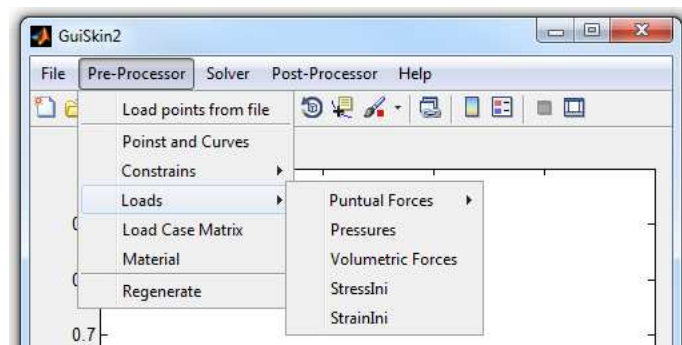 GuiSkin2
File Pre-Processor Solver Post-Processor Help
Load points from file
Poinst and Curves
Constrains
Loads
Load Case Matrix
Material
Regenerate
Puntual Forces
Pressures
Volumetric Forces
StressIni
StrainIni
0.7